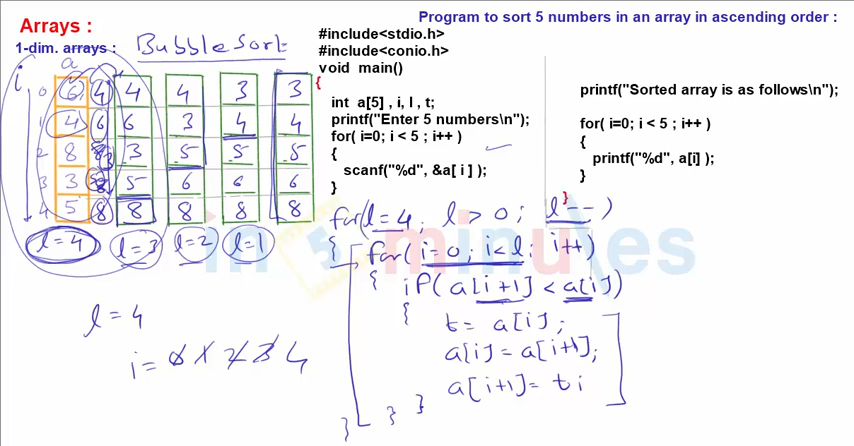 Program to sort 5 numbers in an array in ascending order :
Arrays :
1-dim. arrays :
Bubble Sort
#include<stdio.h>
#include<conio.h>
void main()
{
int a[5] , i, l , t;
printf("Enter 5 numbers\n");
for( i=0; i < 5 ; i++ )
{
scanf("%d", &a[ i ] );
}
printf("Sorted array is as follows\n");
for( i=0; i < 5 ; i++ )
{
printf("%d", a[i] );
}
}
a
i
0 6 4 4 4 3 3
1 4 6 6 3 4 4
2 8 3 5 5 5
3 3 5 6 6 6
4 5 8 8 8 8 8
l=4 l=3 l=2 l=1
for(l=4; l>0; l--)
{ for(i=0; i<l; i++)
{ if(a[i+1] < a[i])
{
t= a[i];
a[i]= a[i+1];
a[i+1]= t;
} } }
l=4
i= 0 1 2 3 4
in 5 minutes